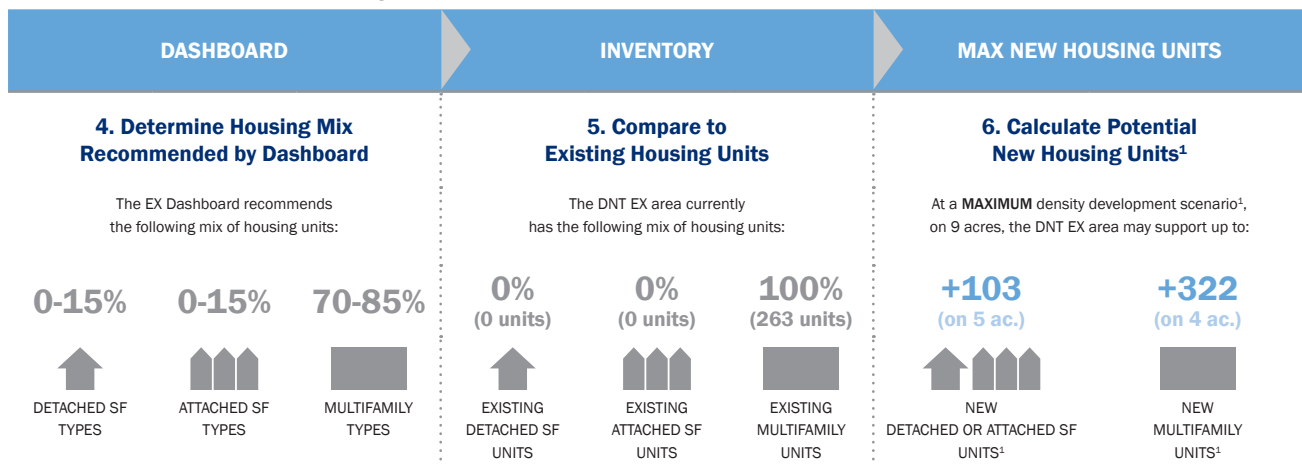 DASHBOARD
INVENTORY
MAX NEW HOUSING UNITS
4. Determine Housing Mix
Recommended by Dashboard
The EX Dashboard recommends
the following mix of housing units:
0-15%
0-15%
70-85%
DETACHED SF
TYPES
ATTACHED SF
TYPES
MULTIFAMILY
TYPES
5. Compare to
Existing Housing Units
The DNT EX area currently
has the following mix of housing units:
0%
(0 units)
0%
(0 units)
100%
(263 units)
EXISTING
DETACHED SF
UNITS
EXISTING
ATTACHED SF
UNITS
EXISTING
MULTIFAMILY
UNITS
6. Calculate Potential
New Housing Units¹
At a MAXIMUM density development scenario¹,
on 9 acres, the DNT EX area may support up to:
+103
(on 5 ac.)
+322
(on 4 ac.)
NEW
DETACHED OR ATTACHED SF
UNITS¹
NEW
MULTIFAMILY
UNITS¹